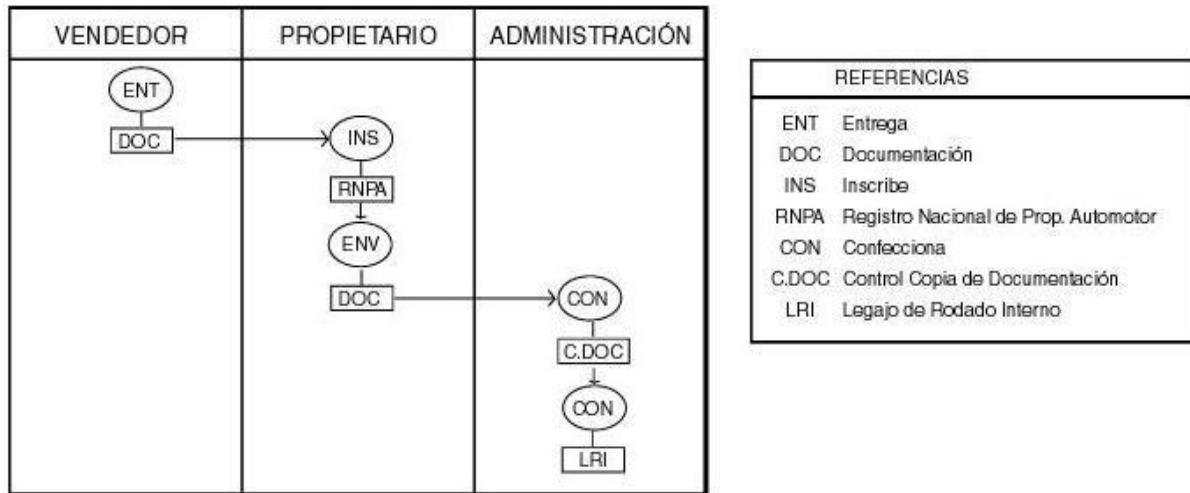 VENDEDOR PROPIETARIO ADMINISTRACIÓN
ENT
DOC
INS
RNPA
ENV
DOC
CON
C.DOC
CON
LRI
REFERENCIAS
ENT Entrega
DOC Documentación
INS Inscribe
RNPA Registro Nacional de Prop. Automotor
CON Confecciona
C.DOC Control Copia de Documentación
LRI Legajo de Rodado Interno